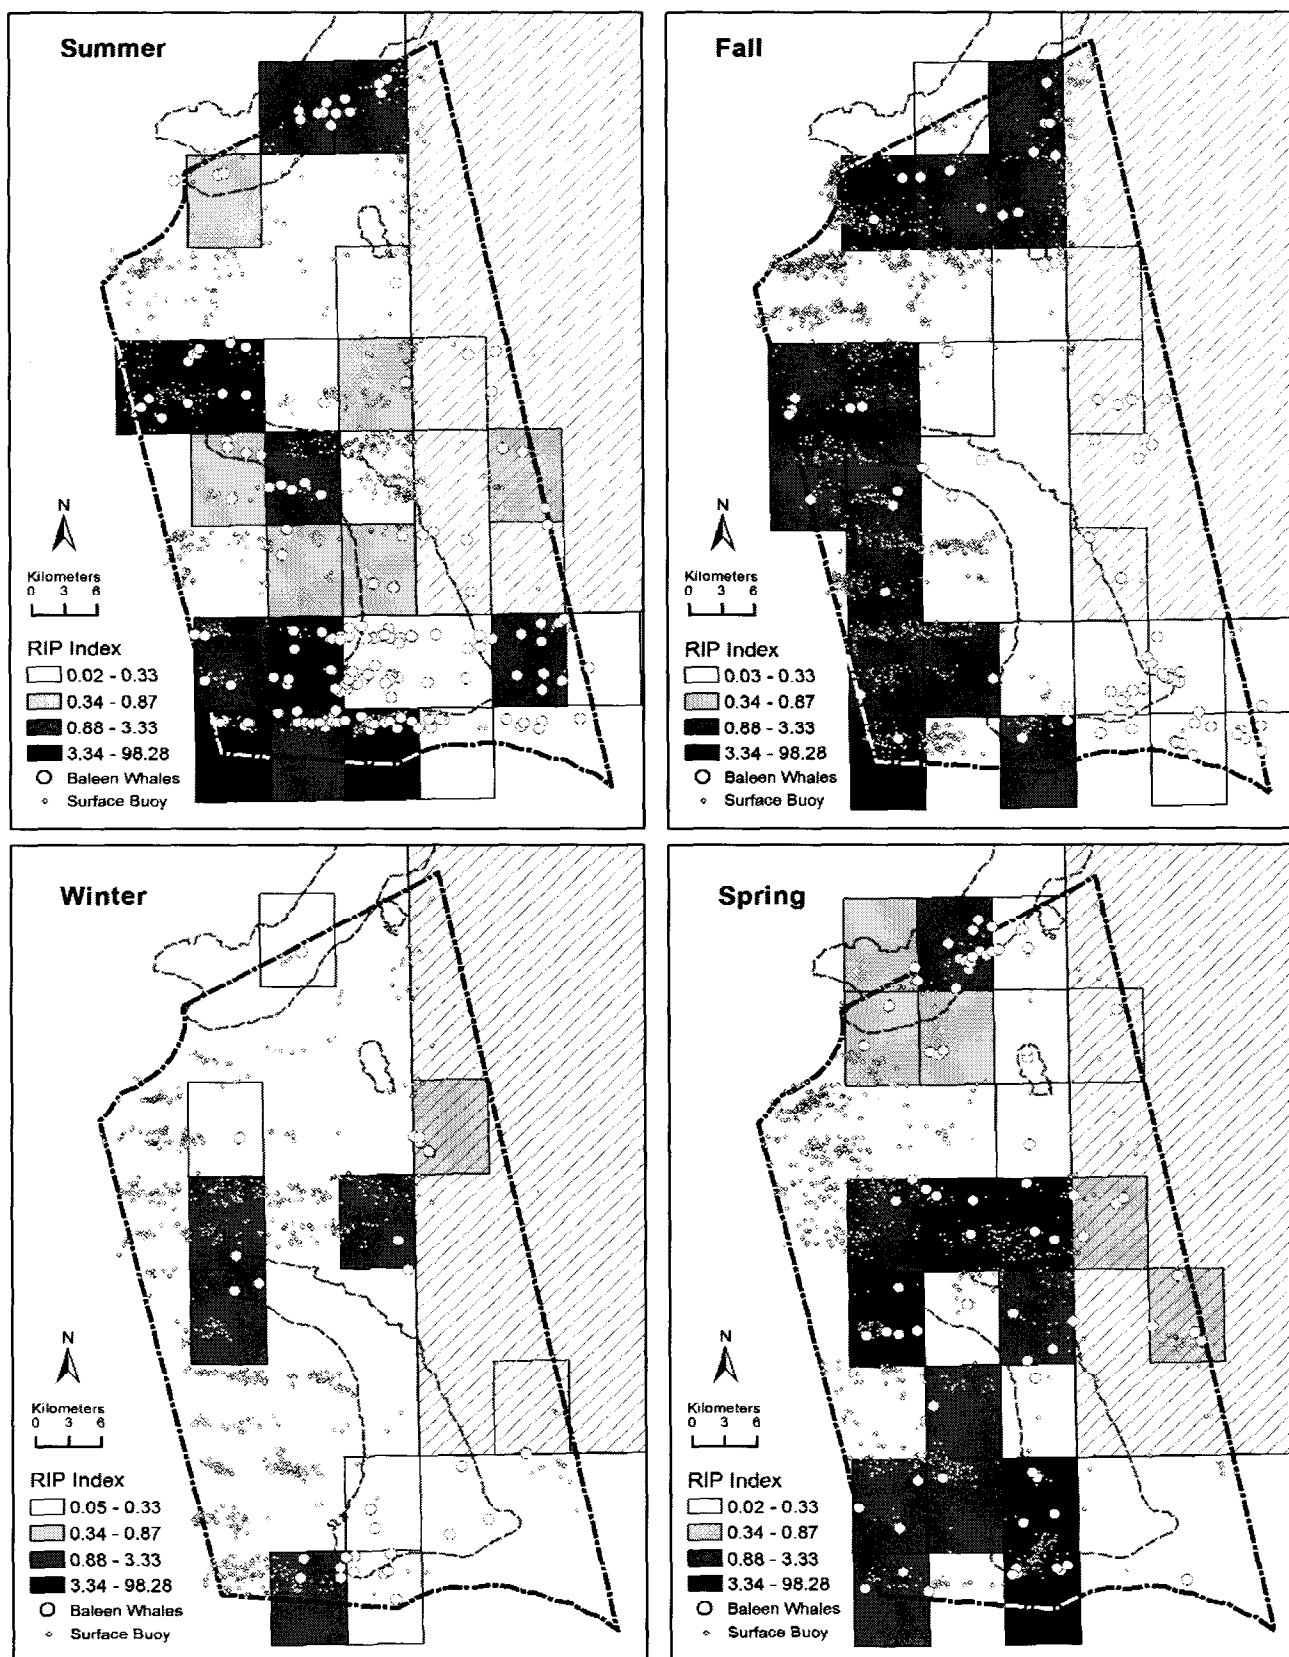 Summer
N
Kilometers
0 3 6
RIP Index
0.02 - 0.33
0.34 - 0.87
0.88 - 3.33
3.34 - 98.28
Baleen Whales
Surface Buoy
Fall
N
Kilometers
0 3 6
RIP Index
0.03 - 0.33
0.34 - 0.87
0.88 - 3.33
3.34 - 98.28
Baleen Whales
Surface Buoy
Winter
N
Kilometers
0 3 6
RIP Index
0.05 - 0.33
0.34 - 0.87
0.88 - 3.33
3.34 - 98.28
Baleen Whales
Surface Buoy
Spring
N
Kilometers
0 3 6
RIP Index
0.02 - 0.33
0.34 - 0.87
0.88 - 3.33
3.34 - 98.28
Baleen Whales
Surface Buoy